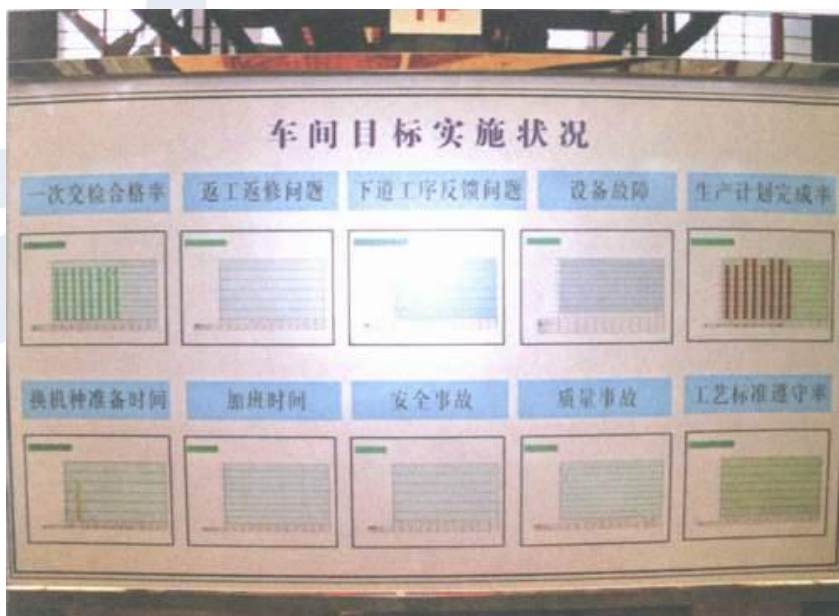 车间目标实施状况
一次交检合格率 返工返修问题 下道工序反馈问题 设备故障 生产计划完成率
换机种准备时间 加班时间 安全事故 质量事故 工艺标准遵守率